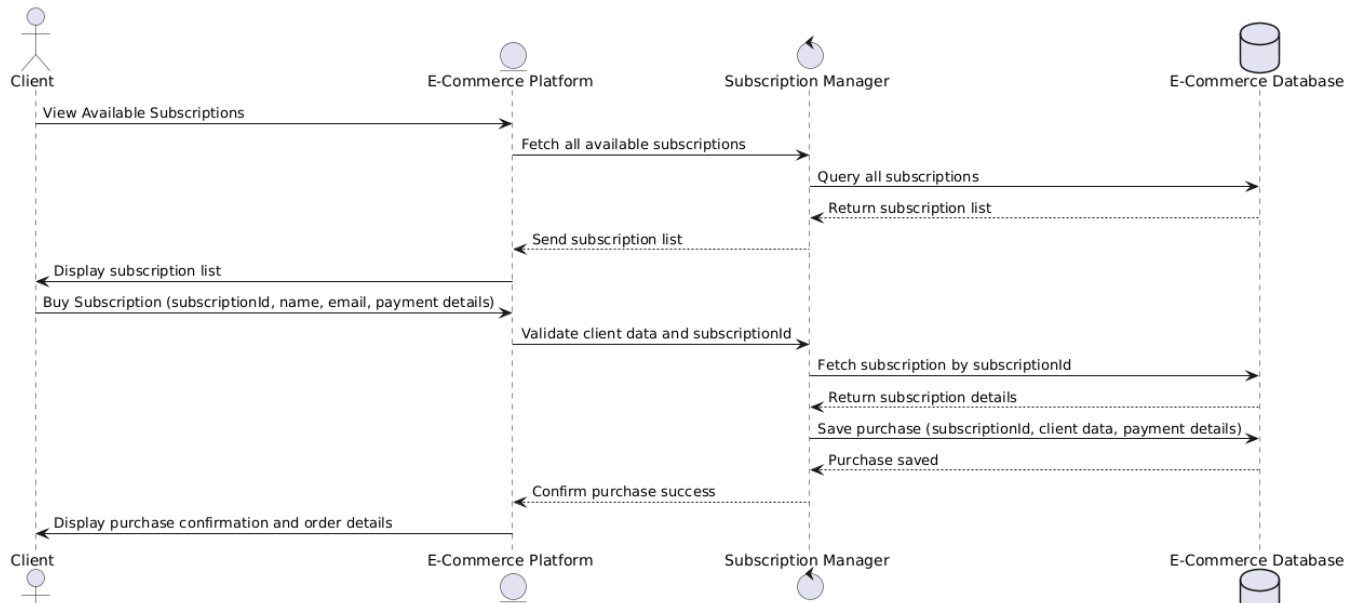 Client
E-Commerce Platform
Subscription Manager
E-Commerce Database
View Available Subscriptions
Fetch all available subscriptions
Query all subscriptions
Return subscription list
Send subscription list
Display subscription list
Buy Subscription (subscriptionId, name, email, payment details)
Validate client data and subscriptionId
Fetch subscription by subscriptionId
Return subscription details
Save purchase (subscriptionId, client data, payment details)
Purchase saved
Confirm purchase success
Display purchase confirmation and order details
Client
E-Commerce Platform
Subscription Manager
E-Commerce Database